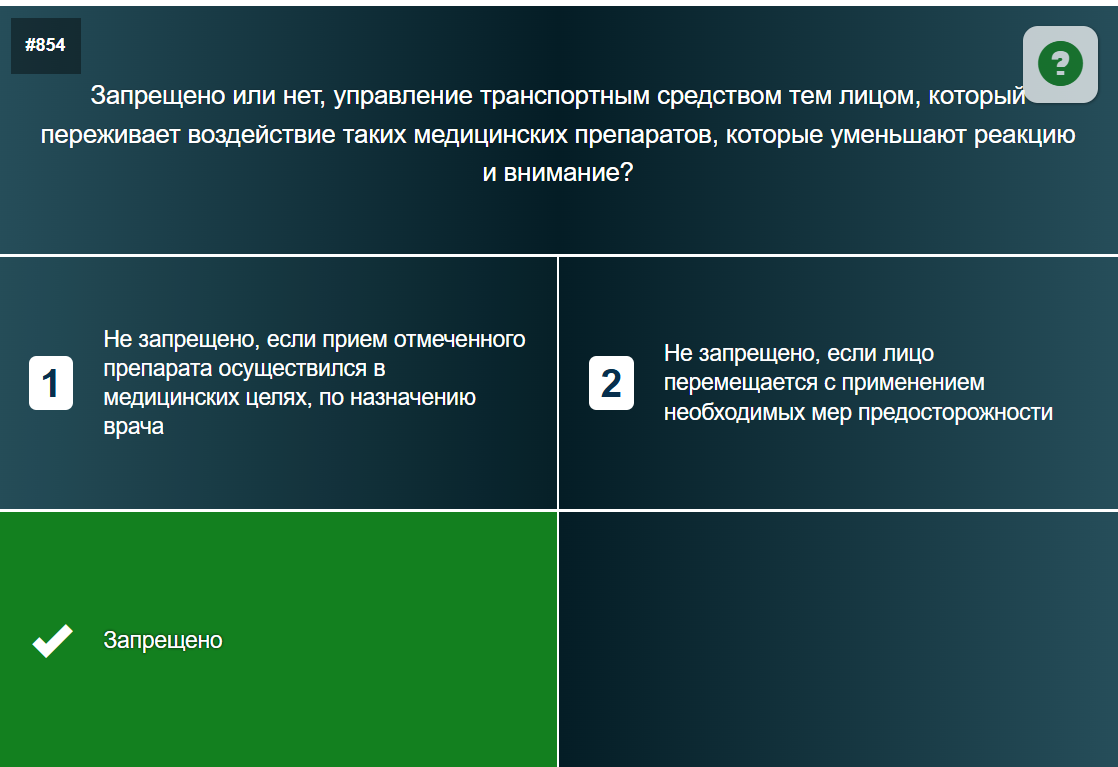 #854
?
Запрещено или нет, управление транспортным средством тем лицом, который
переживает воздействие таких медицинских препаратов, которые уменьшают реакцию
и внимание?
1
Не запрещено, если прием отмеченного
препарата осуществился в
медицинских целях, по назначению
врача
2
Не запрещено, если лицо
перемещается с применением
необходимых мер предосторожности
Запрещено